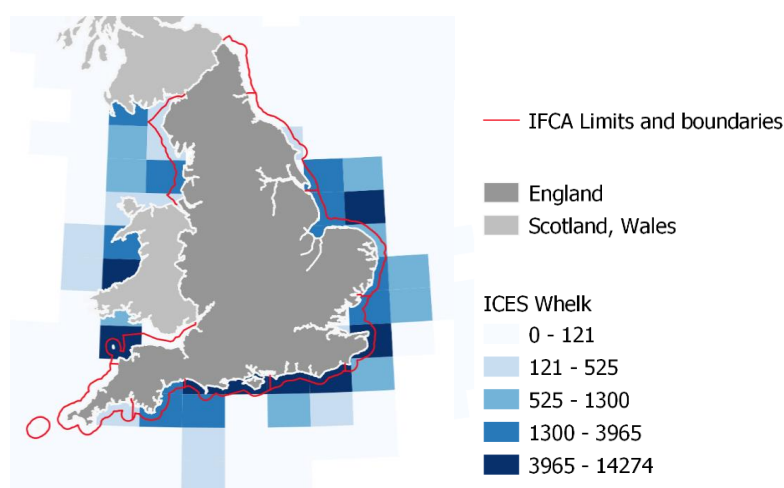 IFCA Limits and boundaries
England
Scotland, Wales
ICES Whelk
0 - 121
121 - 525
525 - 1300
1300 - 3965
3965 - 14274